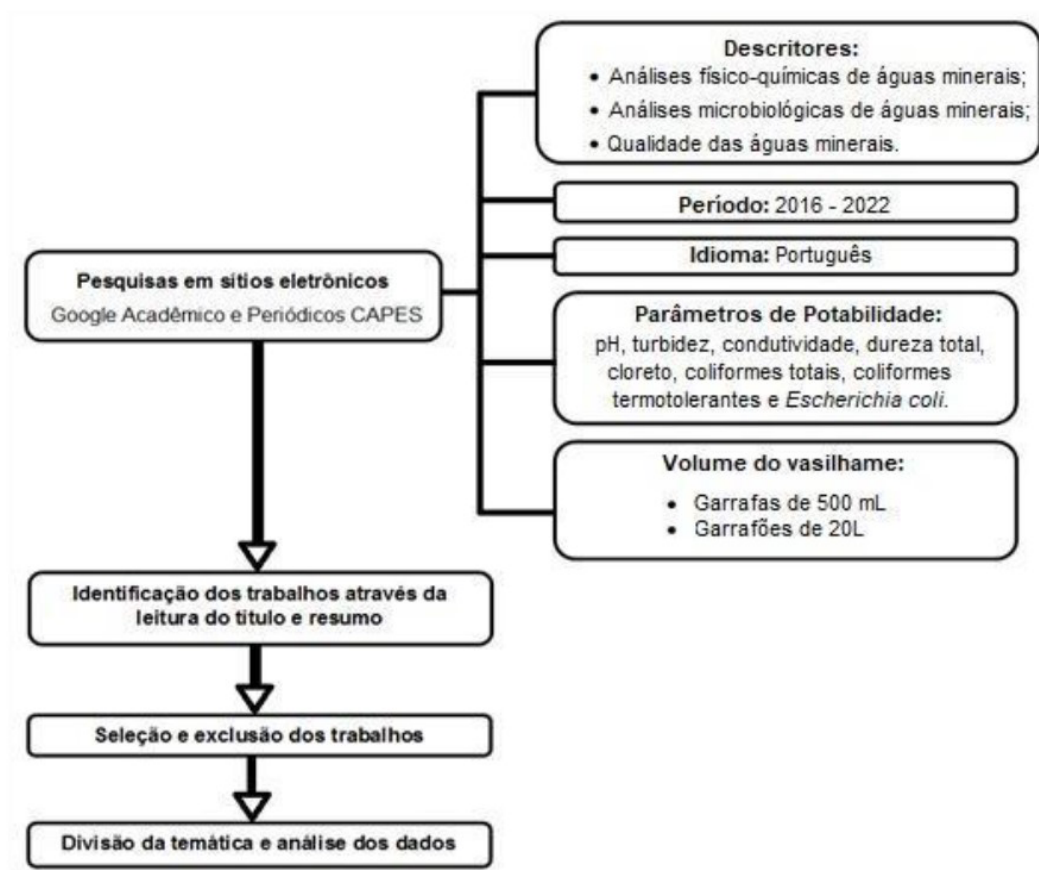 Descritores:
• Análises físico-químicas de águas minerais;
• Análises microbiológicas de águas minerais;
• Qualidade das águas minerais.
Período: 2016 - 2022
Idioma: Português
Pesquisas em sítios eletrônicos
Google Acadêmico e Periódicos CAPES
Parâmetros de Potabilidade:
pH, turbidez, condutividade, dureza total,
cloreto, coliformes totais, coliformes
termotolerantes e Escherichia coli.
Volume do vasilhame:
• Garrafas de 500 mL
• Garrafões de 20L
Identificação dos trabalhos através da
leitura do título e resumo
Seleção e exclusão dos trabalhos
Divisão da temática e análise dos dados